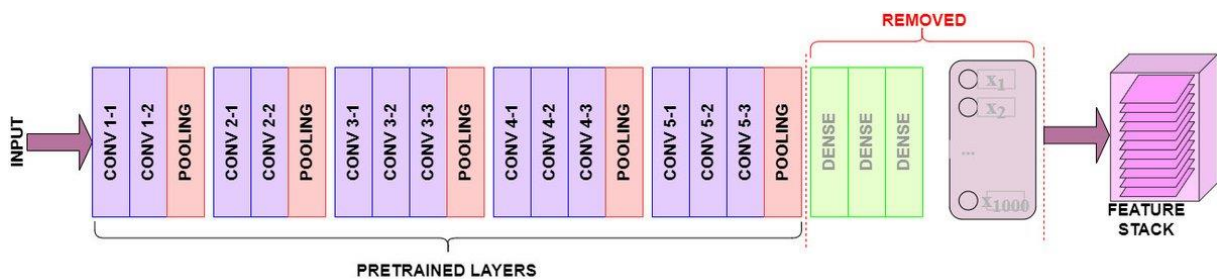 REMOVED
INPUT
CONV 1-1
CONV 1-2
POOLING
CONV 2-1
CONV 2-2
POOLING
CONV 3-1
CONV 3-2
CONV 3-3
POOLING
CONV 4-1
CONV 4-2
CONV 4-3
POOLING
CONV 5-1
CONV 5-2
CONV 5-3
POOLING
DENSE
DENSE
DENSE
x1
x2
...
x1000
FEATURE
STACK
PRETRAINED LAYERS